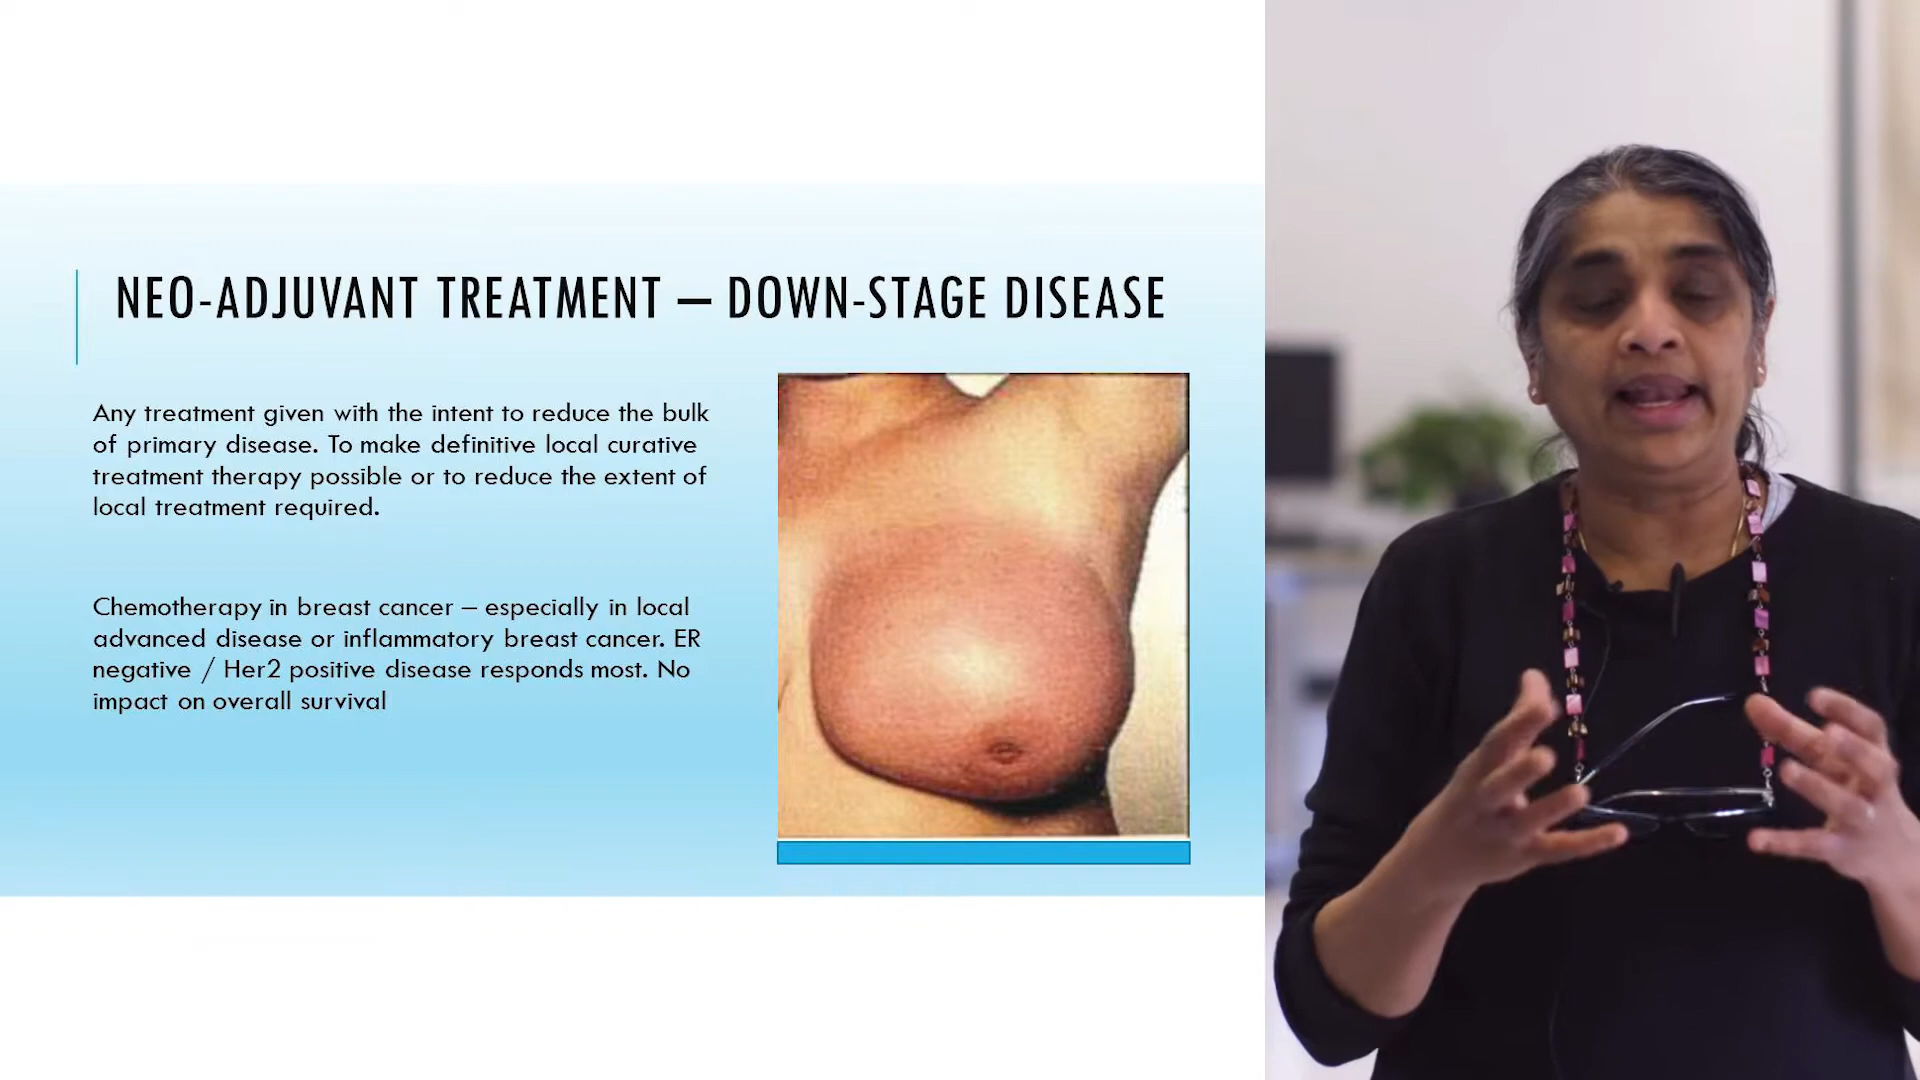 NEO-ADJUVANT TREATMENT – DOWN-STAGE DISEASE
Any treatment given with the intent to reduce the bulk
of primary disease. To make definitive local curative
treatment therapy possible or to reduce the extent of
local treatment required.
Chemotherapy in breast cancer – especially in local
advanced disease or inflammatory breast cancer. ER
negative / Her2 positive disease responds most. No
impact on overall survival